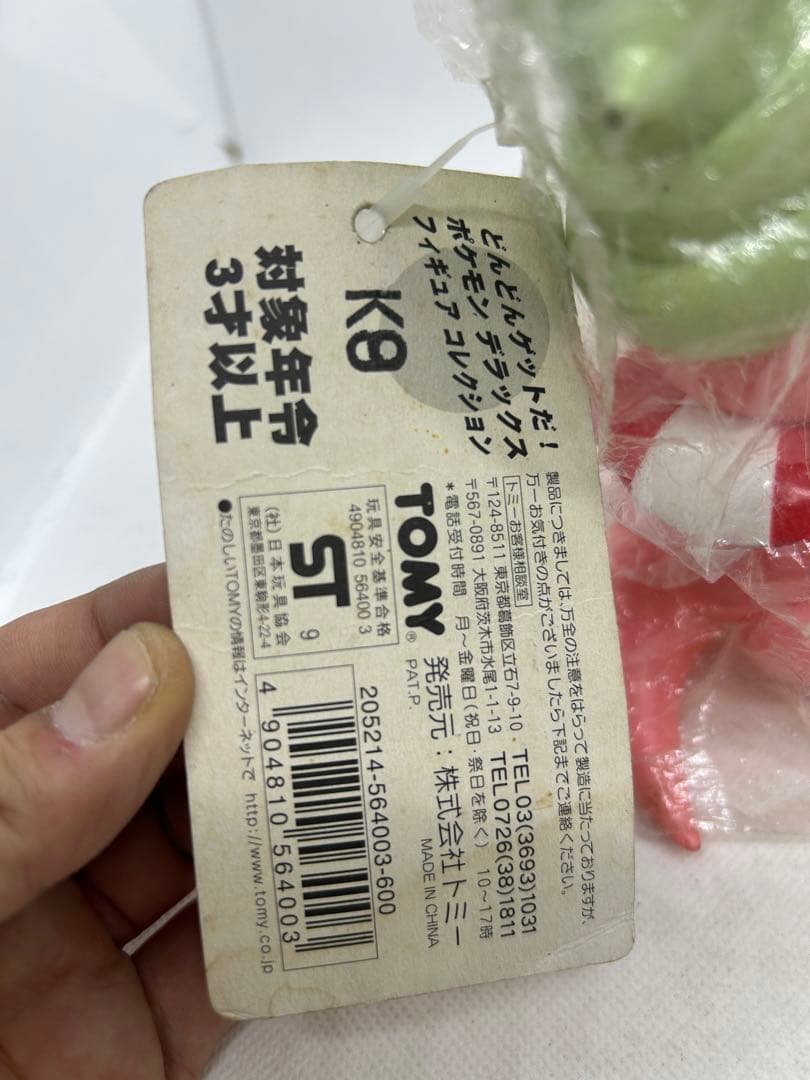 どんどんゲットだ!
ポケモン デラックス
フィギュア コレクション
K8
対象年令
3才以上
製品につきましては、万全の注意をはらって製造に当たっておりますが、
万一お気付きの点がございましたら下記までご連絡ください。
トミーお客様相談室
〒124-8511 東京都葛飾区立石7-9-10・TEL03(3693)1031
〒567-0891 大阪府茨木市水尾1-1-13 TEL0726(38)1811
*電話受付時間 月〜金曜日(祝日・祭日を除く) 10〜17時
TOMY®
PAT.P.
発売元:株式会社トミー
MADE IN CHINA
玩具安全基準合格
4904810 56400 3
ST
9
(社)日本玩具協会
東京都墨田区東駒形4-22-4
205214-564003-600
4 904810 564003
●たのしいTOMYの情報はインターネットで http://www.tomy.co.jp